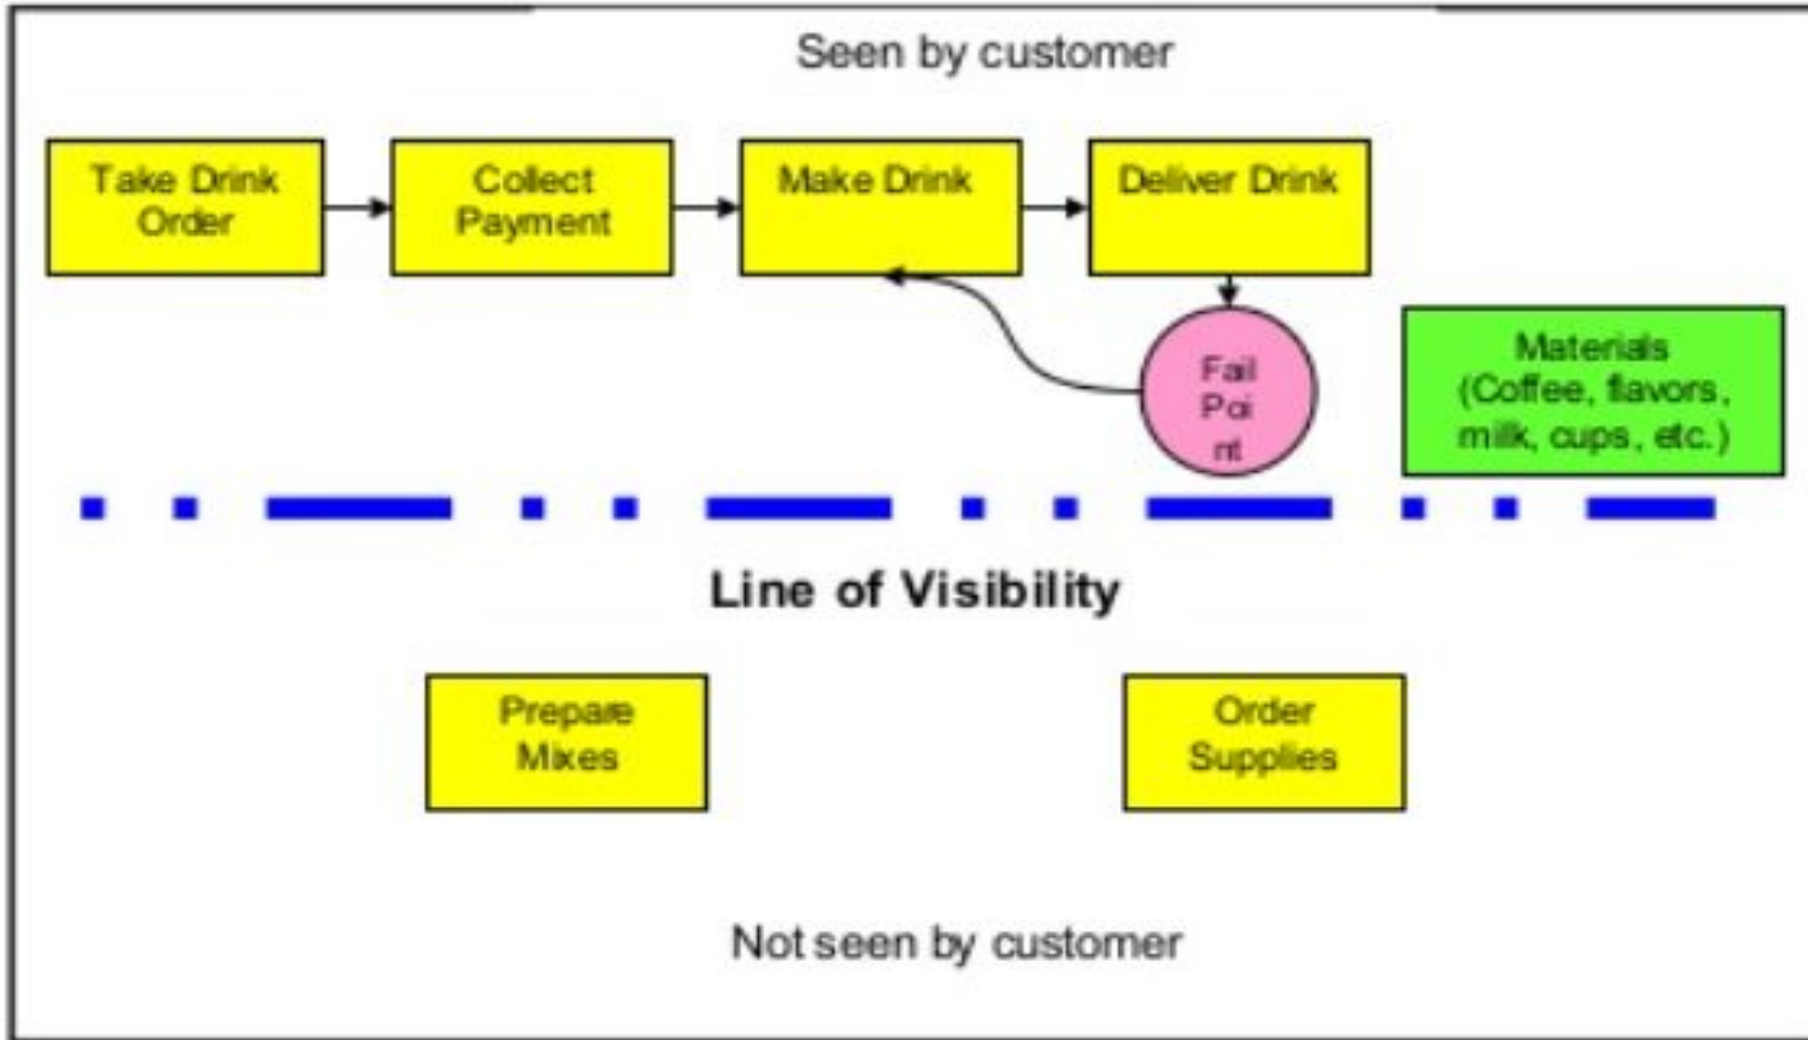 Seen by customer
Take Drink
Order
Collect
Payment
Make Drink
Deliver Drink
Fail
Poi
nt
Materials
(Coffee, flavors,
milk, cups, etc.)
Line of Visibility
Prepare
Mixes
Order
Supplies
Not seen by customer